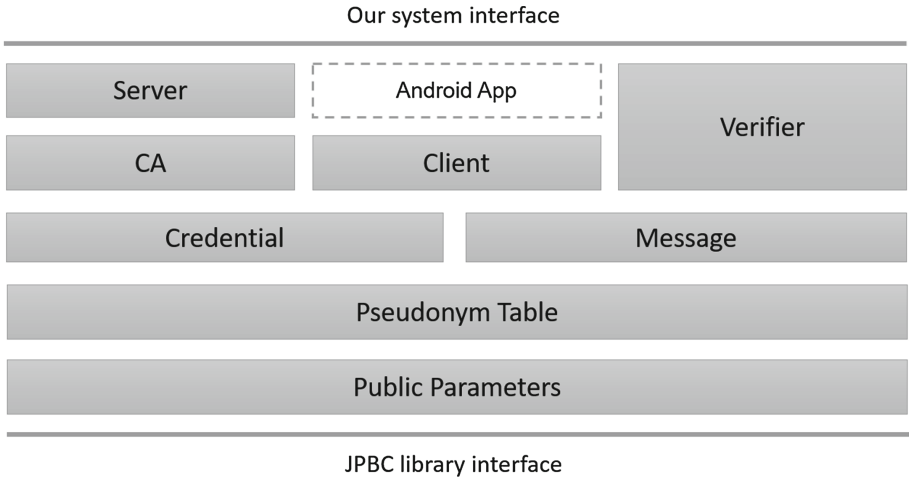 Our system interface
Server
Android App
Verifier
CA
Client
Credential
Message
Pseudonym Table
Public Parameters
JPBC library interface